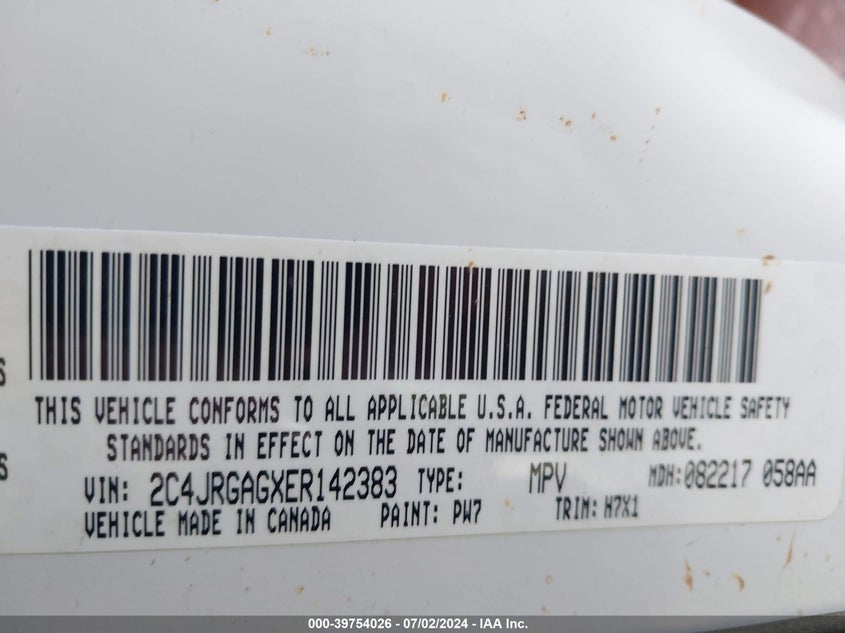 THIS VEHICLE CONFORMS TO ALL APPLICABLE U.S.A. FEDERAL MOTOR VEHICLE SAFETY
STANDARDS IN EFFECT ON THE DATE OF MANUFACTURE SHOWN ABOVE.
VIN: 2C4JRGAGXER142383 TYPE: MPV MDH:082217 058AA
VEHICLE MADE IN CANADA PAINT: PW7 TRIM: H7X1
000-39754026 - 07/02/2024 - IAA Inc.